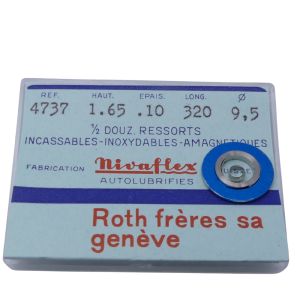 REF. HAUT. EPAIS. LONG. Ø
4737 1.65 .10 320 9,5
½ DOUZ. RESSORTS
INCASSABLES-INOXYDABLES-AMAGNETIQUES
FABRICATION Nivaflex
AUTOLUBRIFIES
Roth frères sa
genève